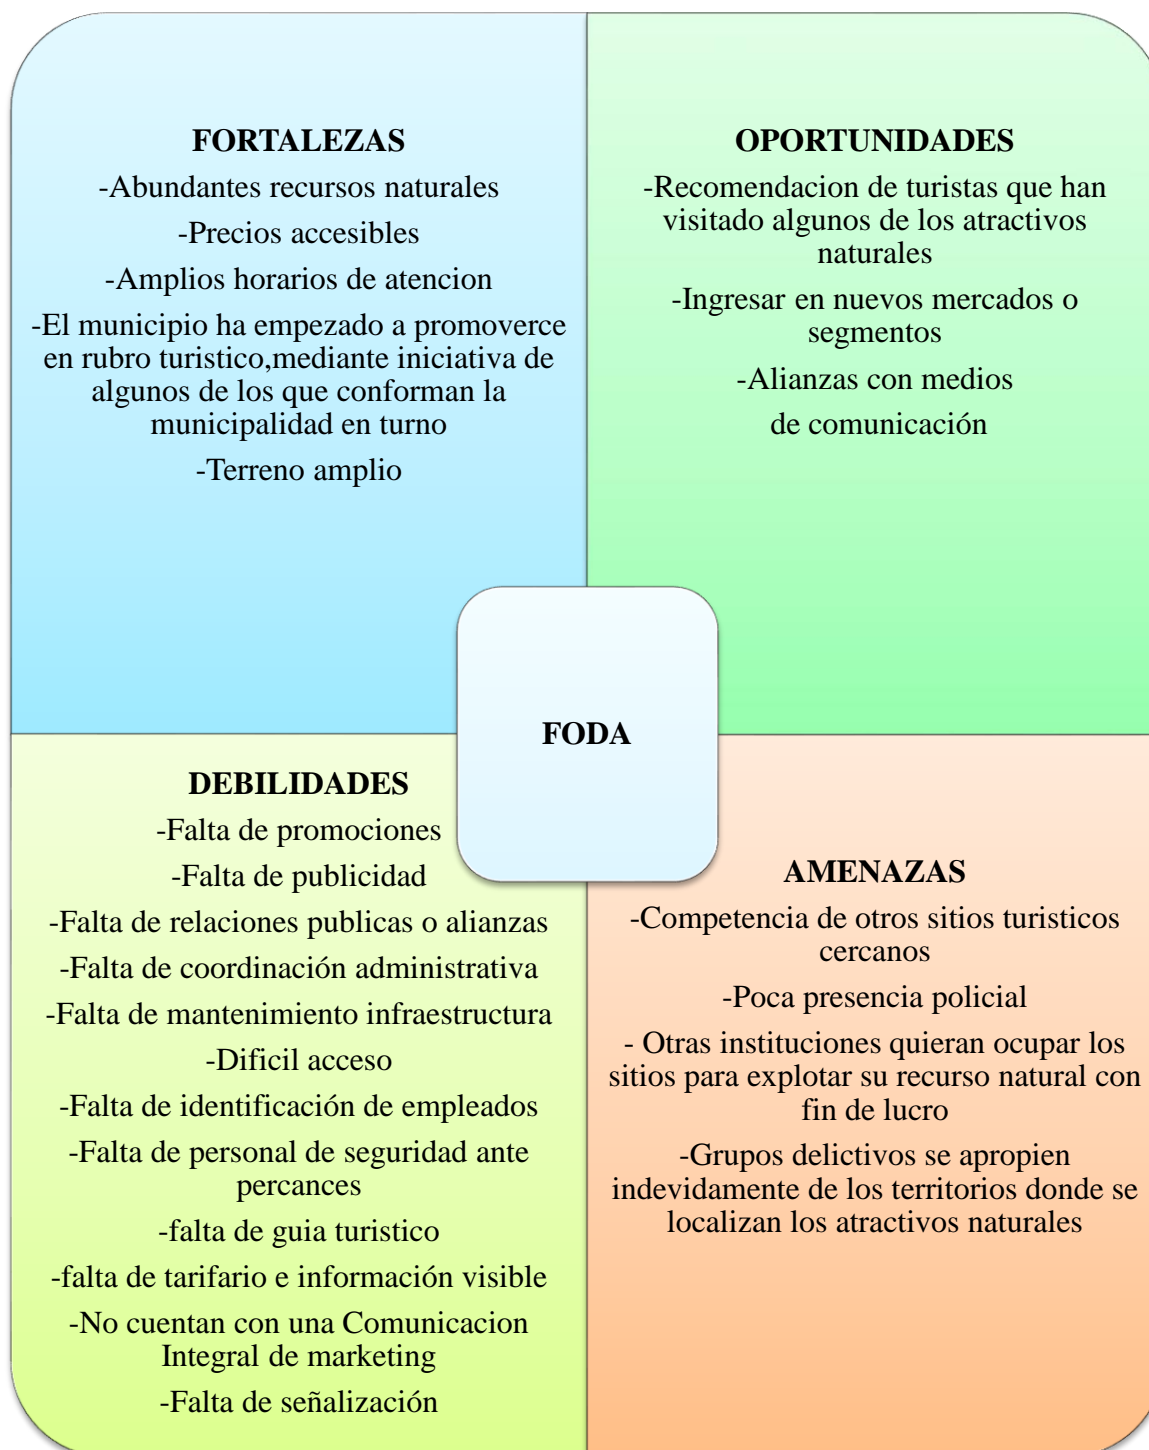 FORTALEZAS
-Abundantes recursos naturales
-Precios accesibles
-Amplios horarios de atencion
-El municipio ha empezado a promoverce
en rubro turistico,mediante iniciativa de
algunos de los que conforman la
municipalidad en turno
-Terreno amplio
OPORTUNIDADES
-Recomendacion de turistas que han
visitado algunos de los atractivos
naturales
-Ingresar en nuevos mercados o
segmentos
-Alianzas con medios
de comunicación
FODA
DEBILIDADES
-Falta de promociones
-Falta de publicidad
-Falta de relaciones publicas o alianzas
-Falta de coordinación administrativa
-Falta de mantenimiento infraestructura
-Dificil acceso
-Falta de identificación de empleados
-Falta de personal de seguridad ante
percances
-falta de guia turistico
-falta de tarifario e información visible
-No cuentan con una Comunicacion
Integral de marketing
-Falta de señalización
AMENAZAS
-Competencia de otros sitios turisticos
cercanos
-Poca presencia policial
- Otras instituciones quieran ocupar los
sitios para explotar su recurso natural con
fin de lucro
-Grupos delictivos se apropien
indevidamente de los territorios donde se
localizan los atractivos naturales